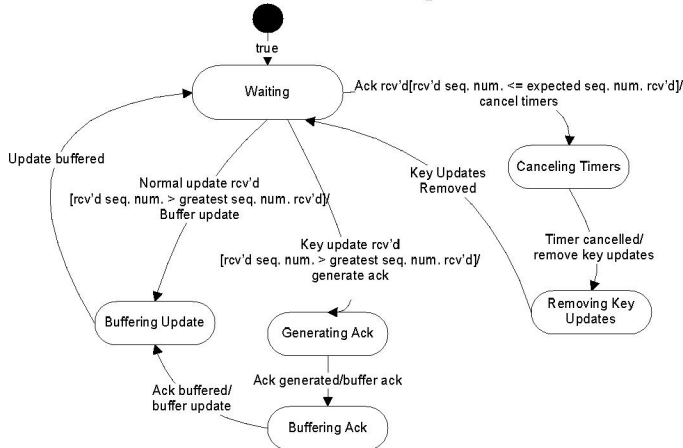 true
Waiting
Ack rcv'd[rcv'd seq. num. <= expected seq. num. rcv'd]/
cancel timers
Update buffered
Canceling Timers
Key Updates
Removed
Normal update rcv'd
[rcv'd seq. num. > greatest seq. num. rcv'd]/
Buffer update
Key update rcv'd
[rcv'd seq. num. > greatest seq. num. rcv'd]/
generate ack
Timer cancelled/
remove key updates
Removing Key
Updates
Buffering Update
Generating Ack
Ack generated/buffer ack
Ack buffered/
buffer update
Buffering Ack